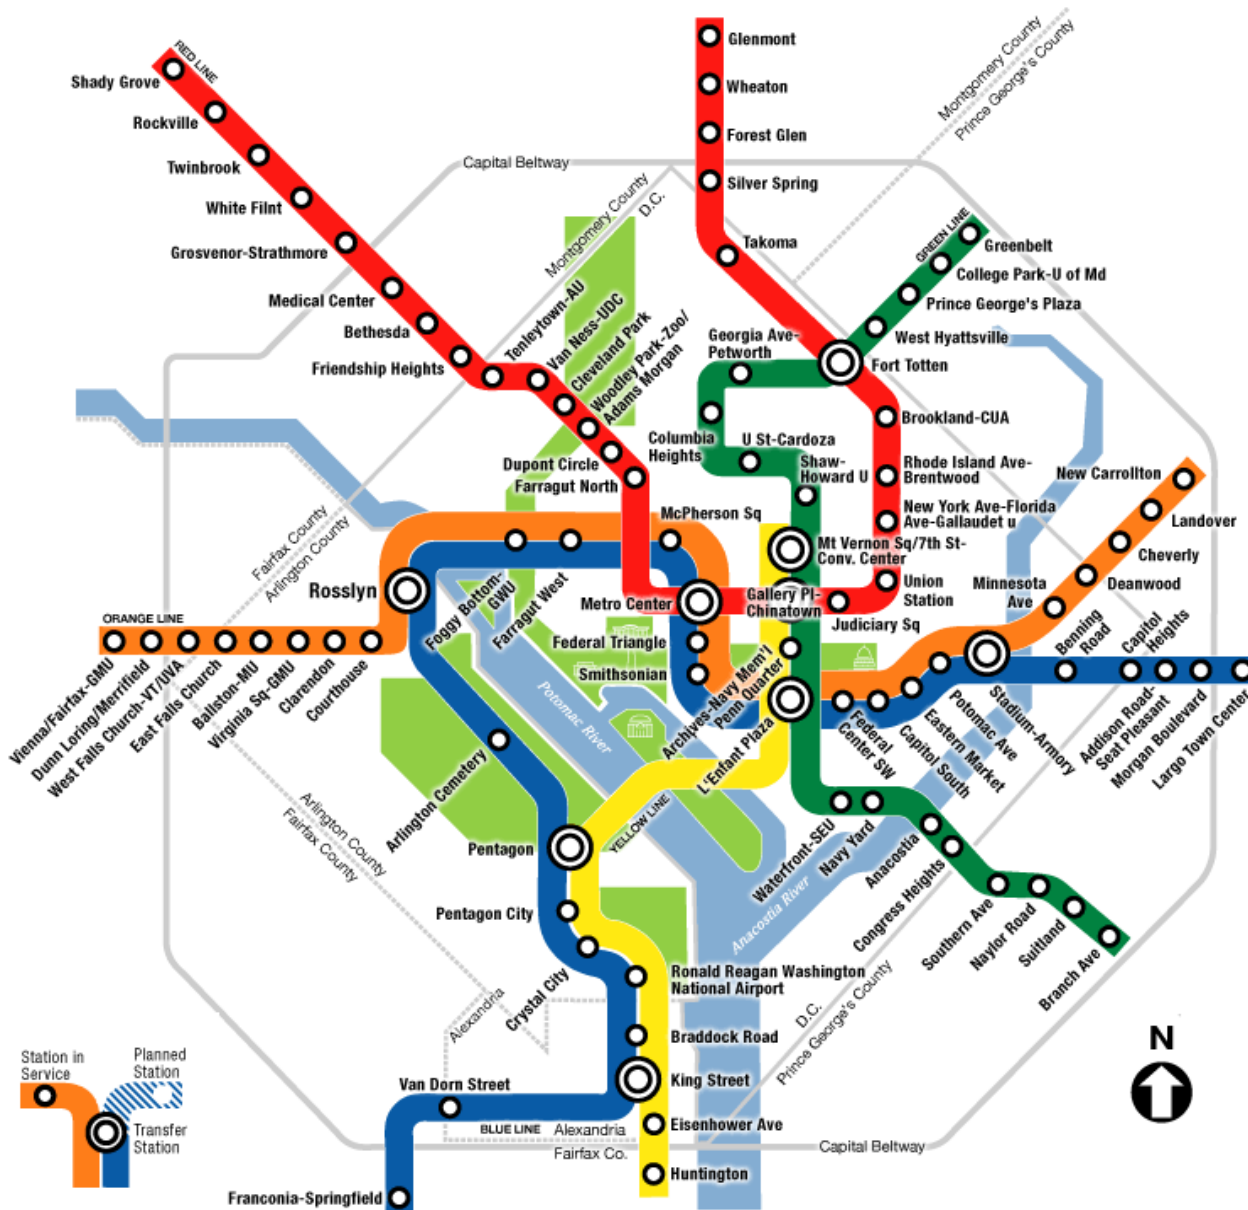 RED LINE
Shady Grove
Rockville
Twinbrook
White Filnt
Grosvenor-Strathmore
Medical Center
Bethesda
Friendship Heights
Tenleytown-AU
Van Ness-UDC
Cleveland Park
Woodley Park-Zoo/
Adams Morgan
Dupont Circle
Farragut North
Glenmont
Wheaton
Forest Glen
Silver Spring
Takoma
Montgomery County
Prince George's County
Capital Beltway
Montgomery County
D.C.
GREEN LINE
Greenbelt
College Park-U of Md
Prince George's Plaza
West Hyattsville
Fort Totten
Georgia Ave-
Petworth
Columbia
Heights
U St-Cardoza
Shaw-
Howard U
Brookland-CUA
Rhode Island Ave-
Brentwood
New York Ave-Florida
Ave-Gallaudet u
Mt Vernon Sq/7th St-
Conv. Center
Union
Station
Gallery Pl-
Chinatown
Judiciary Sq
Metro Center
McPherson Sq
Farragut West
Foggy Bottom-
GWU
Rosslyn
Fairfax County
Arlington County
ORANGE LINE
Vienna/Fairfax-GMU
Dunn Loring/Merrifield
West Falls Church-VT/UVA
East Falls Church
Ballston-MU
Virginia Sq-GMU
Clarendon
Courthouse
Federal Triangle
Smithsonian
Archives-Navy Mem'l
Penn Quarter
L'Enfant Plaza
Federal
Center SW
Capitol South
Eastern Market
Potomac Ave
Stadium-Armory
Minnesota
Ave
Deanwood
Cheverly
Landover
New Carrollton
Benning
Road
Capitol
Heights
Addison Road-
Seat Pleasant
Morgan Boulevard
Largo Town Center
Potomac River
Arlington Cemetery
Arlington County
Fairfax County
Pentagon
YELLOW LINE
Pentagon City
Crystal City
Waterfront-SEU
Navy Yard
Anacostia
Congress Heights
Southern Ave
Naylor Road
Suitland
Branch Ave
Anacostia River
Ronald Reagan Washington
National Airport
Braddock Road
King Street
Eisenhower Ave
Huntington
Alexandria
D.C.
Prince George's County
Van Dorn Street
BLUE LINE
Alexandria
Fairfax Co.
Capital Beltway
Franconia-Springfield
Station in
Service
Planned
Station
Transfer
Station
N